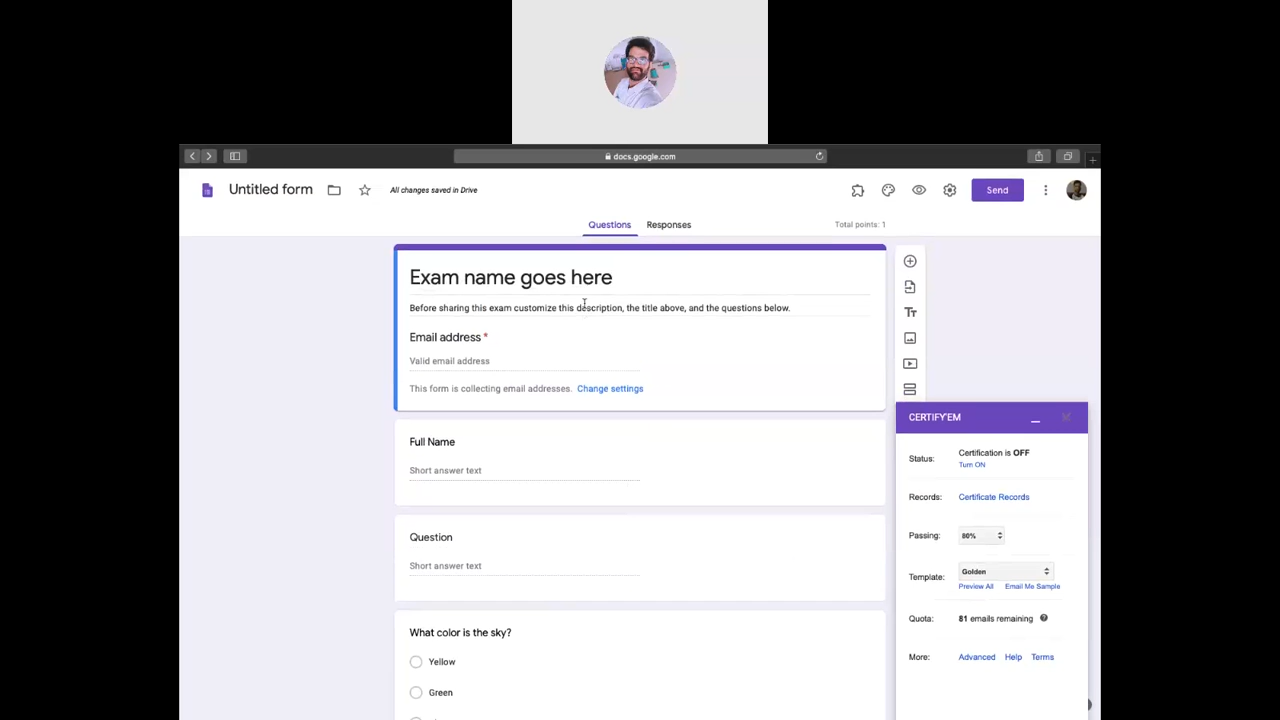 docs.google.com
Untitled form
All changes saved in Drive
Send
Questions
Responses
Total points: 1
Exam name goes here
Before sharing this exam customize this description, the title above, and the questions below.
Email address *
Valid email address
This form is collecting email addresses. Change settings
Tt
CERTIFY'EM
Full Name
Short answer text
Status: Certification is OFF
Turn ON
Records: Certificate Records
Question
Short answer text
Passing: 80%
Template: Golden
Preview All Email Me Sample
Quota: 81 emails remaining
What color is the sky?
Yellow
Green
More: Advanced Help Terms